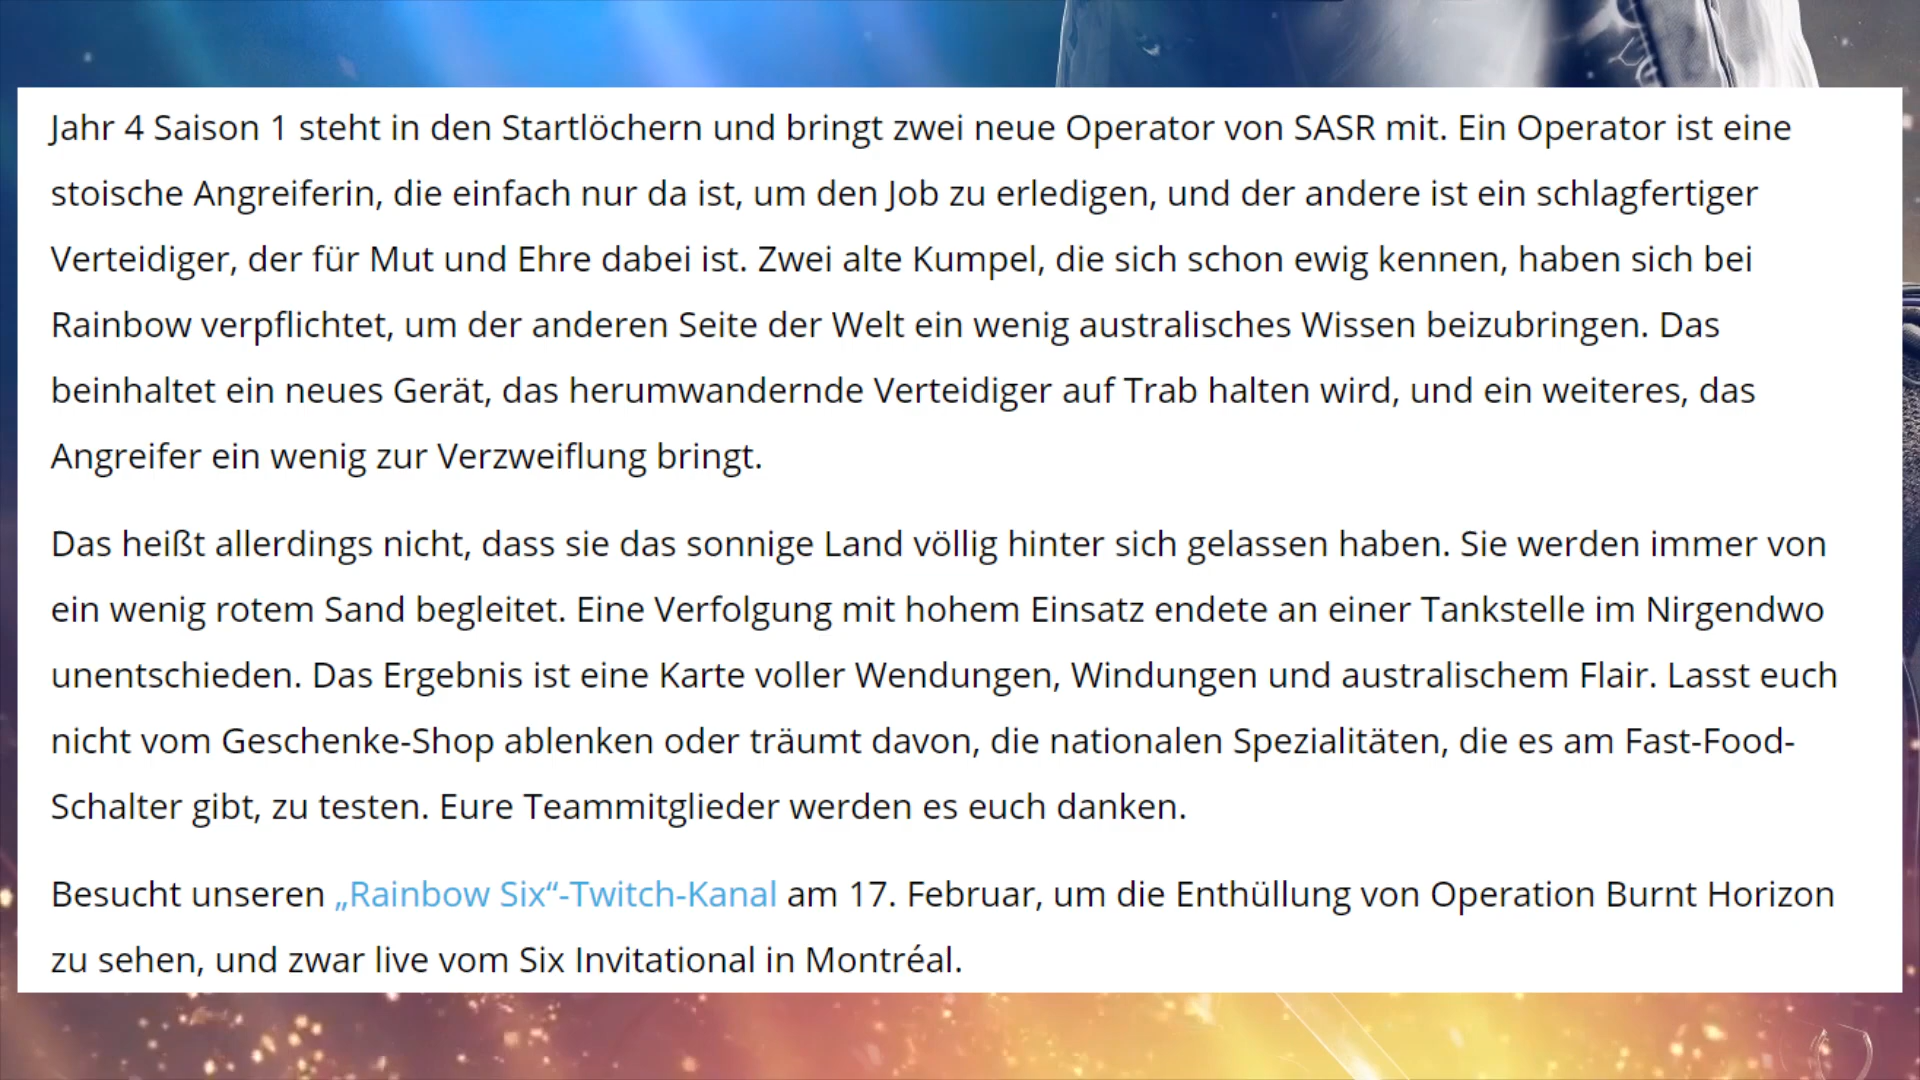 Jahr 4 Saison 1 steht in den Startlöchern und bringt zwei neue Operator von SASR mit. Ein Operator ist eine
stoische Angreiferin, die einfach nur da ist, um den Job zu erledigen, und der andere ist ein schlagfertiger
Verteidiger, der für Mut und Ehre dabei ist. Zwei alte Kumpel, die sich schon ewig kennen, haben sich bei
Rainbow verpflichtet, um der anderen Seite der Welt ein wenig australisches Wissen beizubringen. Das
beinhaltet ein neues Gerät, das herumwandernde Verteidiger auf Trab halten wird, und ein weiteres, das
Angreifer ein wenig zur Verzweiflung bringt.
Das heißt allerdings nicht, dass sie das sonnige Land völlig hinter sich gelassen haben. Sie werden immer von
ein wenig rotem Sand begleitet. Eine Verfolgung mit hohem Einsatz endete an einer Tankstelle im Nirgendwo
unentschieden. Das Ergebnis ist eine Karte voller Wendungen, Windungen und australischem Flair. Lasst euch
nicht vom Geschenke-Shop ablenken oder träumt davon, die nationalen Spezialitäten, die es am Fast-Food-
Schalter gibt, zu testen. Eure Teammitglieder werden es euch danken.
Besucht unseren „Rainbow Six“-Twitch-Kanal am 17. Februar, um die Enthüllung von Operation Burnt Horizon
zu sehen, und zwar live vom Six Invitational in Montréal.